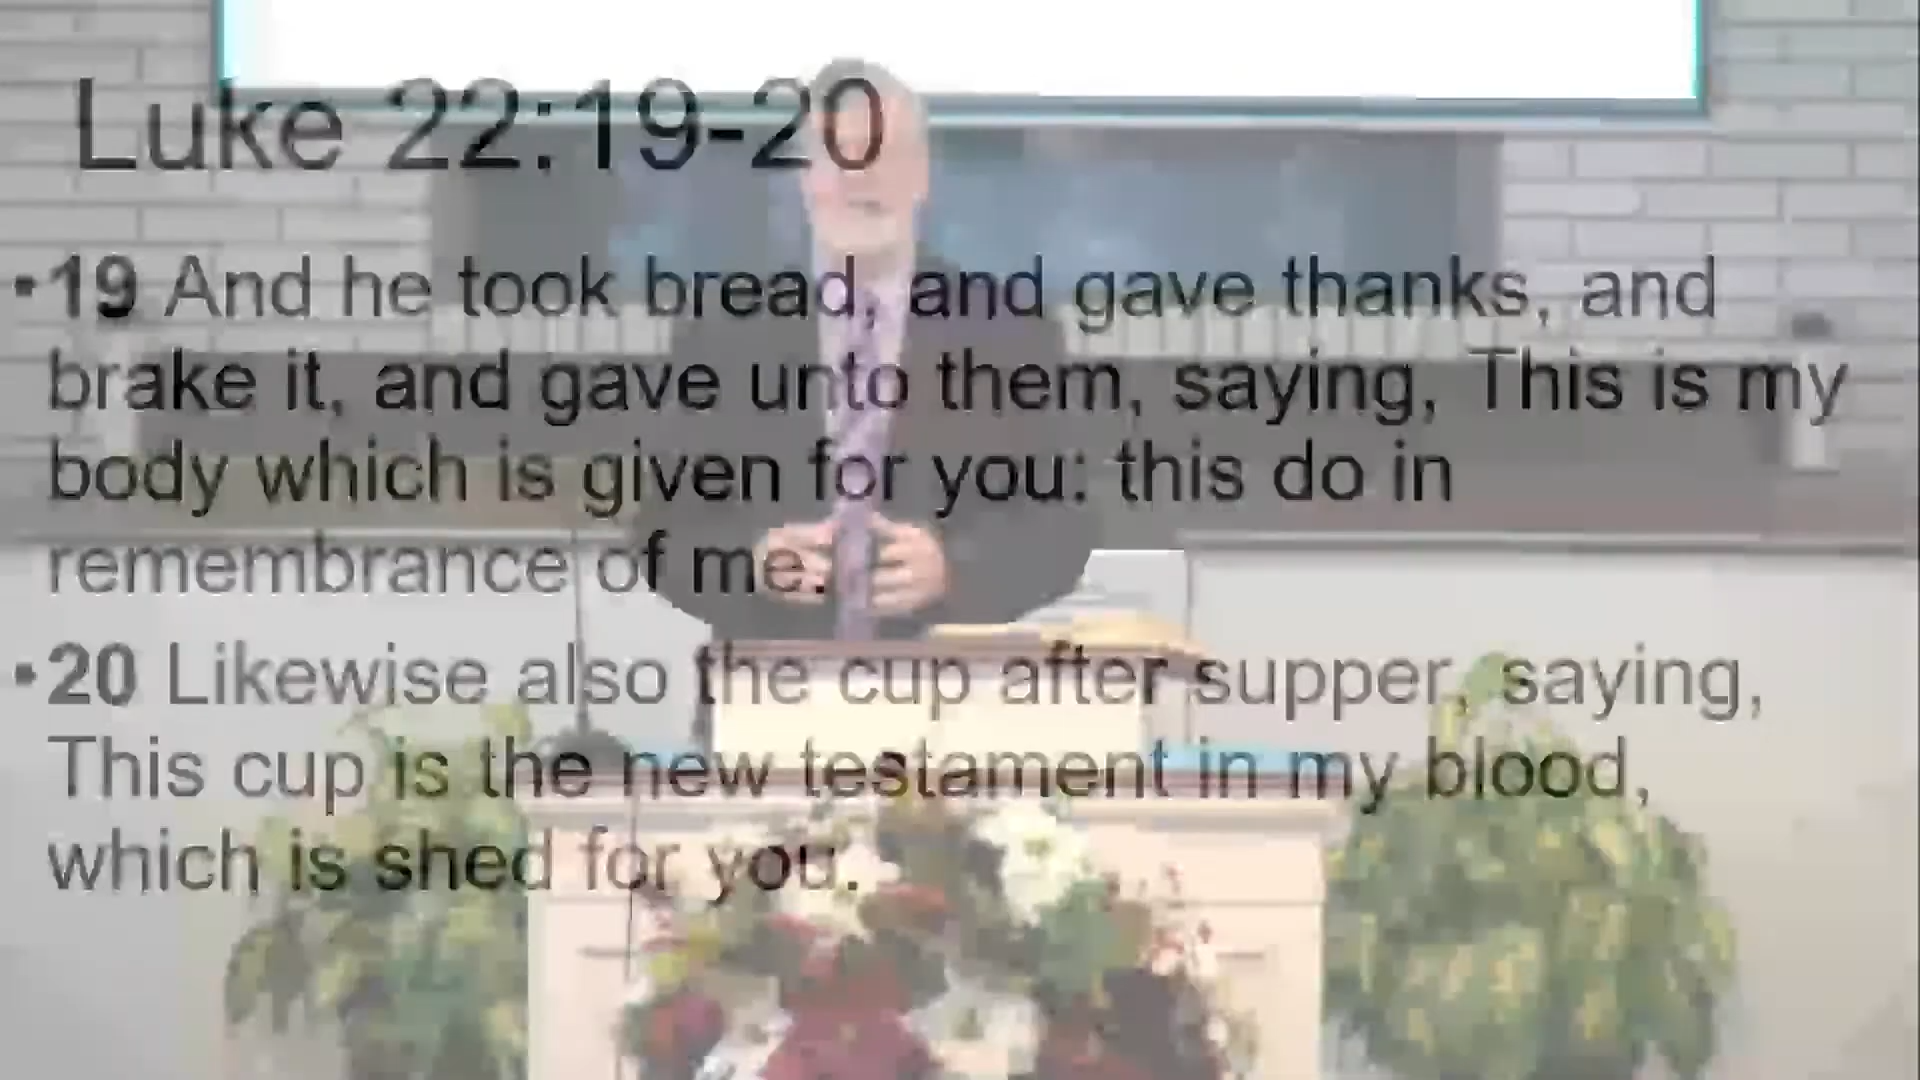 Luke 22:19-20
•19 And he took bread, and gave thanks, and
brake it, and gave unto them, saying, This is my
body which is given for you: this do in
remembrance of me.
•20 Likewise also the cup after supper, saying,
This cup is the new testament in my blood,
which is shed for you.